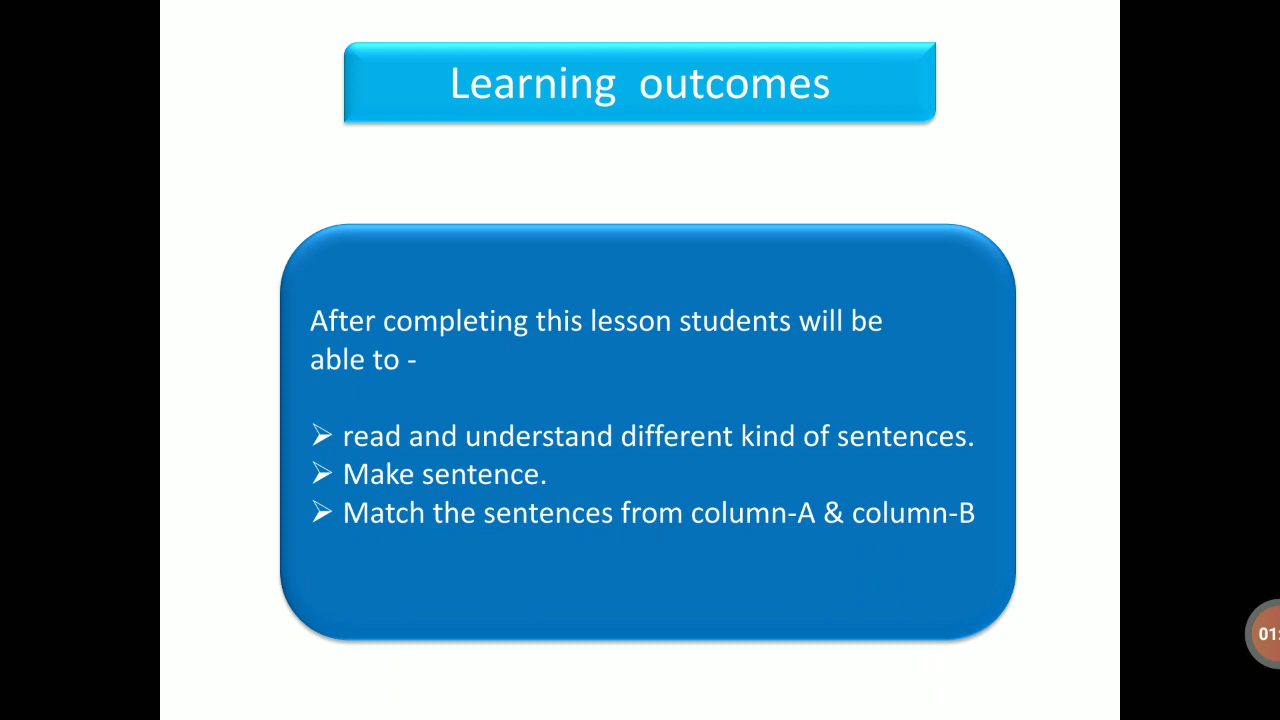 Learning outcomes
After completing this lesson students will be
able to -
➢ read and understand different kind of sentences.
➢ Make sentence.
➢ Match the sentences from column-A & column-B
01: